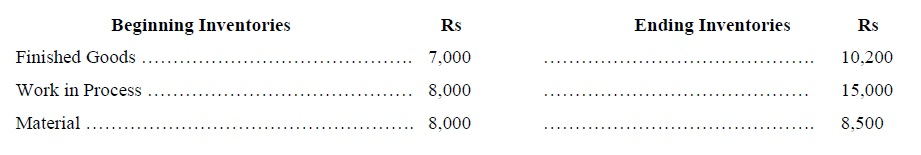 Beginning Inventories Rs Ending Inventories Rs
Finished Goods ............................................. 7,000 ............................................. 10,200
Work in Process ............................................ 8,000 ............................................ 15,000
Material ....................................................... 8,000 ............................................. 8,500